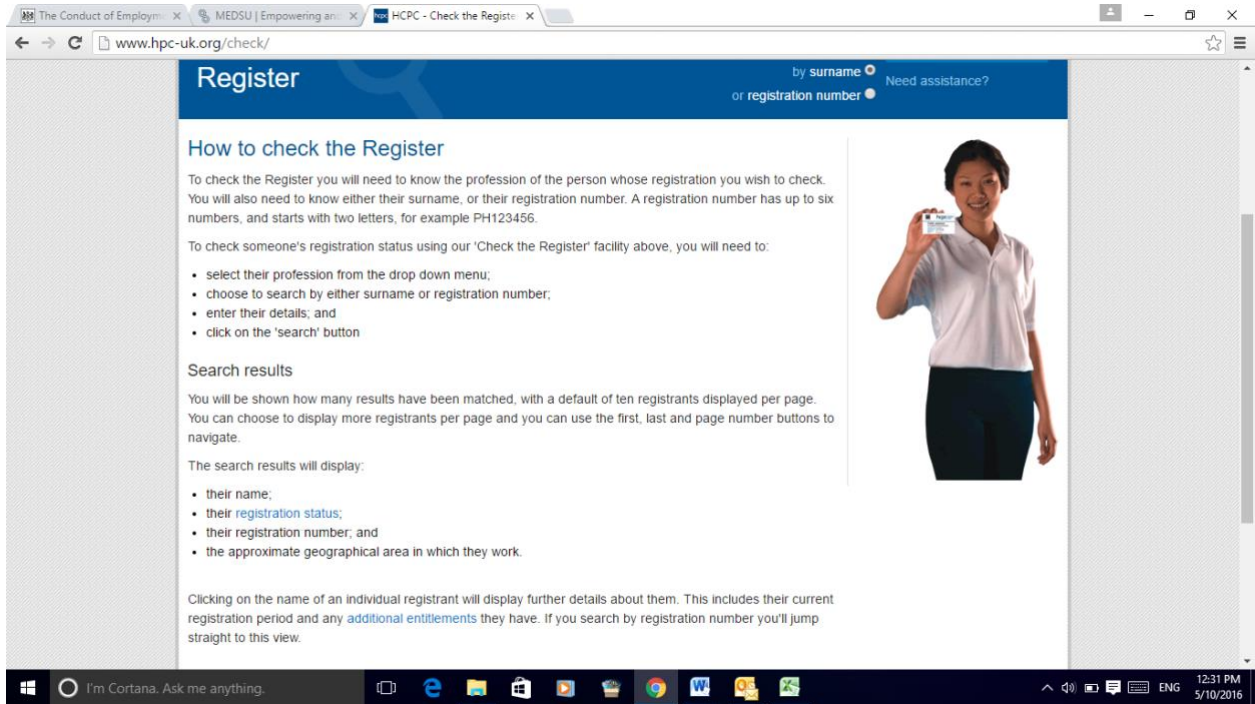 The Conduct of Employm
MEDSU | Empowering and
HCPC - Check the Registe
www.hpc-uk.org/check/
Register
by surname
or registration number
Need assistance?
How to check the Register
To check the Register you will need to know the profession of the person whose registration you wish to check.
You will also need to know either their surname, or their registration number. A registration number has up to six
numbers, and starts with two letters, for example PH123456.
To check someone's registration status using our 'Check the Register' facility above, you will need to:
• select their profession from the drop down menu;
• choose to search by either surname or registration number;
• enter their details; and
• click on the 'search' button
Search results
You will be shown how many results have been matched, with a default of ten registrants displayed per page.
You can choose to display more registrants per page and you can use the first, last and page number buttons to
navigate.
The search results will display:
• their name;
• their registration status;
• their registration number; and
• the approximate geographical area in which they work.
Clicking on the name of an individual registrant will display further details about them. This includes their current
registration period and any additional entitlements they have. If you search by registration number you'll jump
straight to this view.
I'm Cortana. Ask me anything.
ENG
12:31 PM
5/10/2016